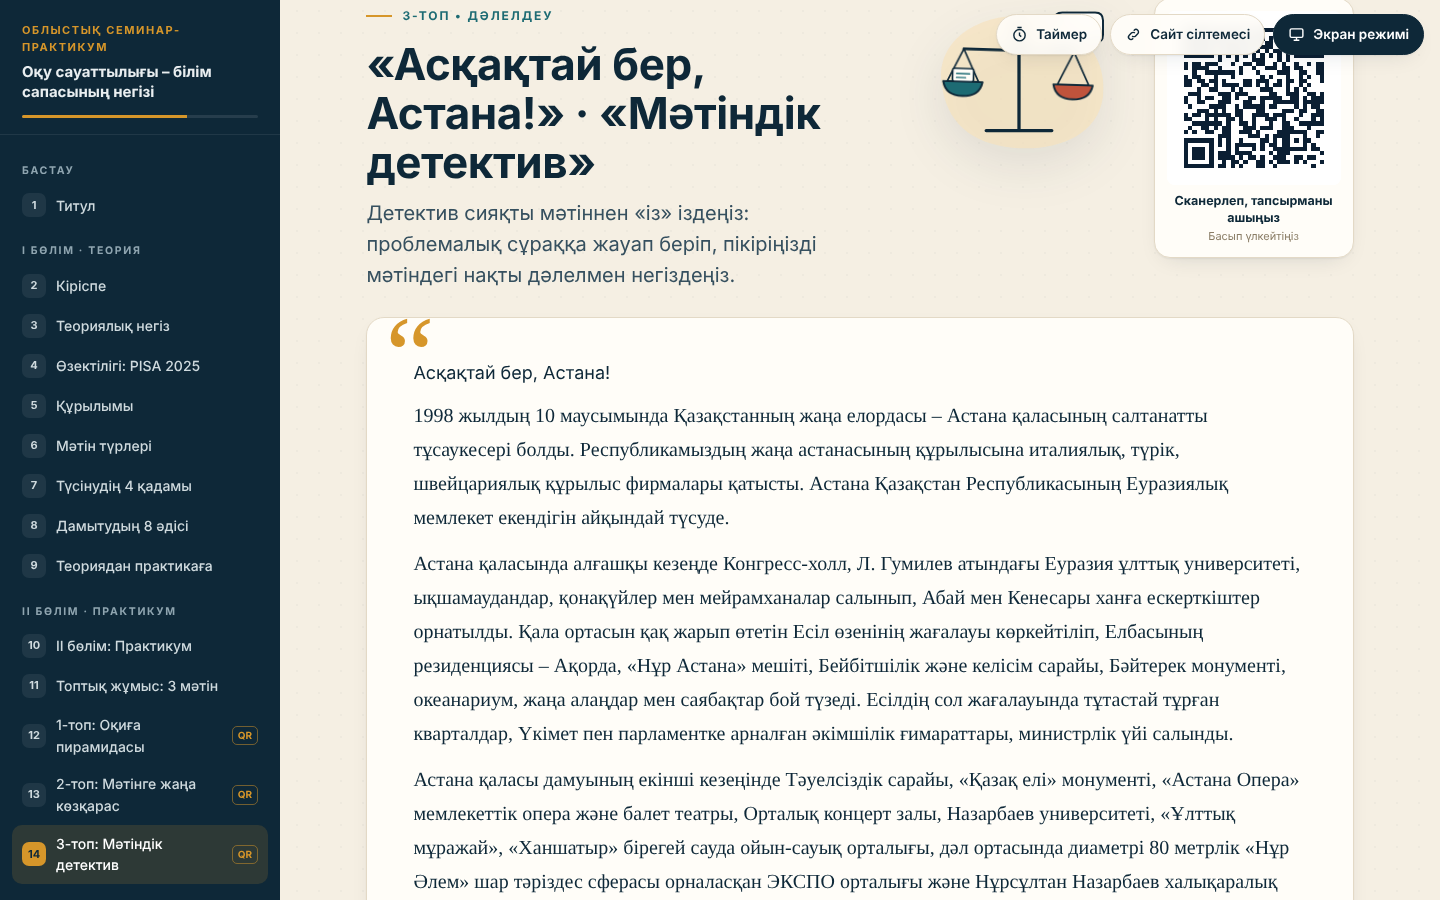 ОБЛЫСТЫҚ СЕМИНАР-
ПРАКТИКУМ
Оқу сауаттылығы – білім
сапасының негізі
БАСТАУ
1 Титул
І БӨЛІМ · ТЕОРИЯ
2 Кіріспе
3 Теориялық негіз
4 Өзектілігі: PISA 2025
5 Құрылымы
6 Мәтін түрлері
7 Түсінудің 4 қадамы
8 Дамытудың 8 әдісі
9 Теориядан практикаға
ІІ БӨЛІМ · ПРАКТИКУМ
10 ІІ бөлім: Практикум
11 Топтық жұмыс: 3 мәтін
12 1-топ: Оқиға
пирамидасы QR
13 2-топ: Мәтінге жаңа
көзқарас QR
14 3-топ: Мәтіндік
детектив QR
3-ТОП • ДӘЛЕЛДЕУ
«Асқақтай бер,
Астана!» · «Мәтіндік
детектив»
Детектив сияқты мәтіннен «із» іздеңіз:
проблемалық сұраққа жауап беріп, пікіріңізді
мәтіндегі нақты дәлелмен негіздеңіз.
Таймер
Сайт сілтемесі
Экран режимі
Сканерлеп, тапсырманы
ашыңыз
Басып үлкейтіңіз
“
Асқақтай бер, Астана!
1998 жылдың 10 маусымында Қазақстанның жаңа елордасы – Астана қаласының салтанатты
тұсаукесері болды. Республикамыздың жаңа астанасының құрылысына италиялық, түрік,
швейцариялық құрылыс фирмалары қатысты. Астана Қазақстан Республикасының Еуразиялық
мемлекет екендігін айқындай түсуде.
Астана қаласында алғашқы кезеңде Конгресс-холл, Л. Гумилев атындағы Еуразия ұлттық университеті,
ықшамаудандар, қонақүйлер мен мейрамханалар салынып, Абай мен Кенесары ханға ескерткіштер
орнатылды. Қала ортасын қақ жарып өтетін Есіл өзенінің жағалауы көркейтіліп, Елбасының
резиденциясы – Ақорда, «Нұр Астана» мешіті, Бейбітшілік және келісім сарайы, Бәйтерек монументі,
океанариум, жаңа алаңдар мен саябақтар бой түзеді. Есілдің сол жағалауында тұтастай тұрған
кварталдар, Үкімет пен парламентке арналған әкімшілік ғимараттары, министрлік үйі салынды.
Астана қаласы дамуының екінші кезеңінде Тәуелсіздік сарайы, «Қазақ елі» монументі, «Астана Опера»
мемлекеттік опера және балет театры, Орталық концерт залы, Назарбаев университеті, «Ұлттық
мұражай», «Ханшатыр» бірегей сауда ойын-сауық орталығы, дәл ортасында диаметрі 80 метрлік «Нұр
Әлем» шар тәріздес сферасы орналасқан ЭКСПО орталығы және Нұрсұлтан Назарбаев халықаралық